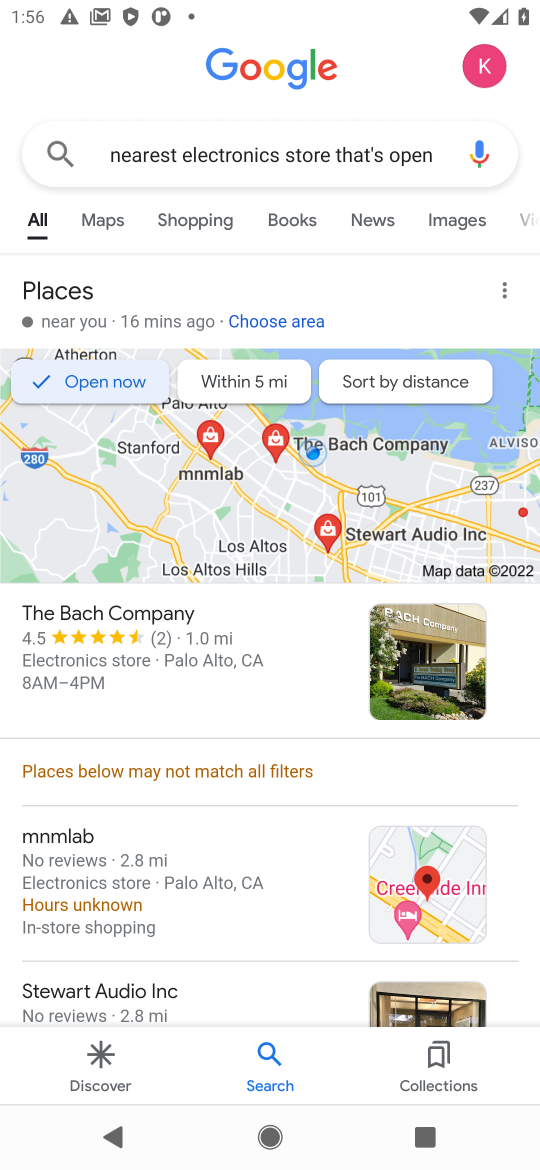 1:56
Google
K
nearest electronics store that's open
All Maps Shopping Books News Images
Places
near you · 16 mins ago · Choose area
Atherton
Open now Within 5 mi Sort by distance
Palo Alto
Stanford
The Bach Company
ALVISO
280
mnmlab
237
101
Stewart Audio Inc
Los Altos
Los Altos Hills
Map data ©2022
The Bach Company
4.5 (2) · 1.0 mi
Electronics store · Palo Alto, CA
8AM–4PM
BACH Company
Places below may not match all filters
mnmlab
No reviews · 2.8 mi
Electronics store · Palo Alto, CA
Hours unknown
In-store shopping
Stewart Audio Inc
No reviews · 2.8 mi
Discover Search Collections